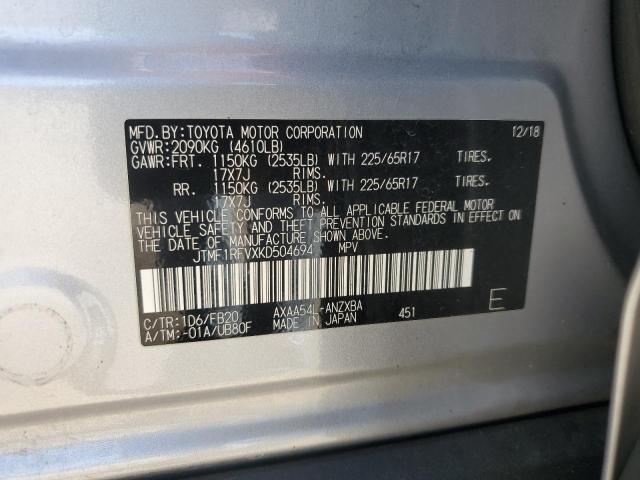 MFD.BY:TOYOTA MOTOR CORPORATION 12/18
GVWR:2090KG (4610LB)
GAWR:FRT. 1150KG (2535LB) WITH 225/65R17 TIRES.
17X7J RIMS.
RR. 1150KG (2535LB) WITH 225/65R17 TIRES.
17X7J RIMS.
THIS VEHICLE CONFORMS TO ALL APPLICABLE FEDERAL MOTOR
VEHICLE SAFETY AND THEFT PREVENTION STANDARDS IN EFFECT ON
THE DATE OF MANUFACTURE SHOWN ABOVE.
JTMF1RFVXKD504694 MPV
C/TR:1D6/FB20 AXAA54L-ANZXBA 451 E
A/TM:-01A/UB80F MADE IN JAPAN